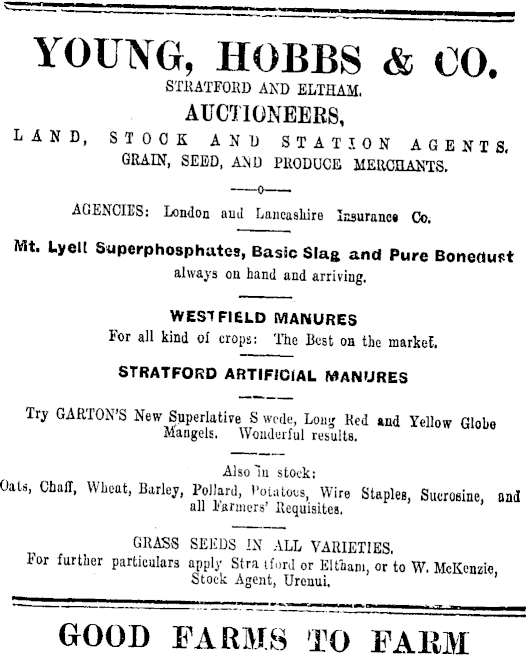 YOUNG, HOBBS & CO.
STRATFORD AND ELTHAM.
AUCTIONEERS,
LAND, STOCK AND STATION AGENTS.
GRAIN, SEED, AND PRODUCE MERCHANTS.
AGENCIES: London and Lancashire Insurance Co.
Mt. Lyell Superphosphates, Basic Slag and Pure Bonedust
always on hand and arriving.
WESTFIELD MANURES
For all kind of crops: The Best on the market.
STRATFORD ARTIFICIAL MANURES
Try GARTON'S New Superlative Swede, Long Red and Yellow Globe
Mangels. Wonderful results.
Also in stock:
Oats, Chaff, Wheat, Barley, Pollard, Potatoes, Wire Staples, Sucrosine, and
all Farmers' Requisites.
GRASS SEEDS IN ALL VARIETIES.
For further particulars apply Stratford or Eltham, or to W. McKenzie,
Stock Agent, Urenui.
GOOD FARMS TO FARM